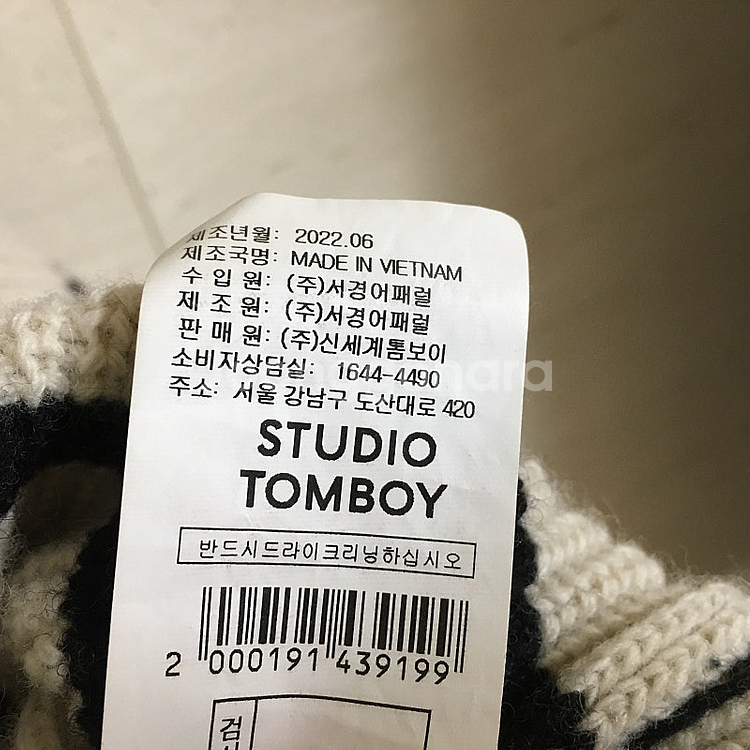 제조년월: 2022.06
제조국명: MADE IN VIETNAM
수 입 원: (주)서경어패럴
제 조 원: (주)서경어패럴
판 매 원: (주)신세계톰보이
소비자상담실: 1644-4490
주소: 서울 강남구 도산대로 420
STUDIO
TOMBOY
반드시드라이크리닝하십시오
2 000191 439199
검